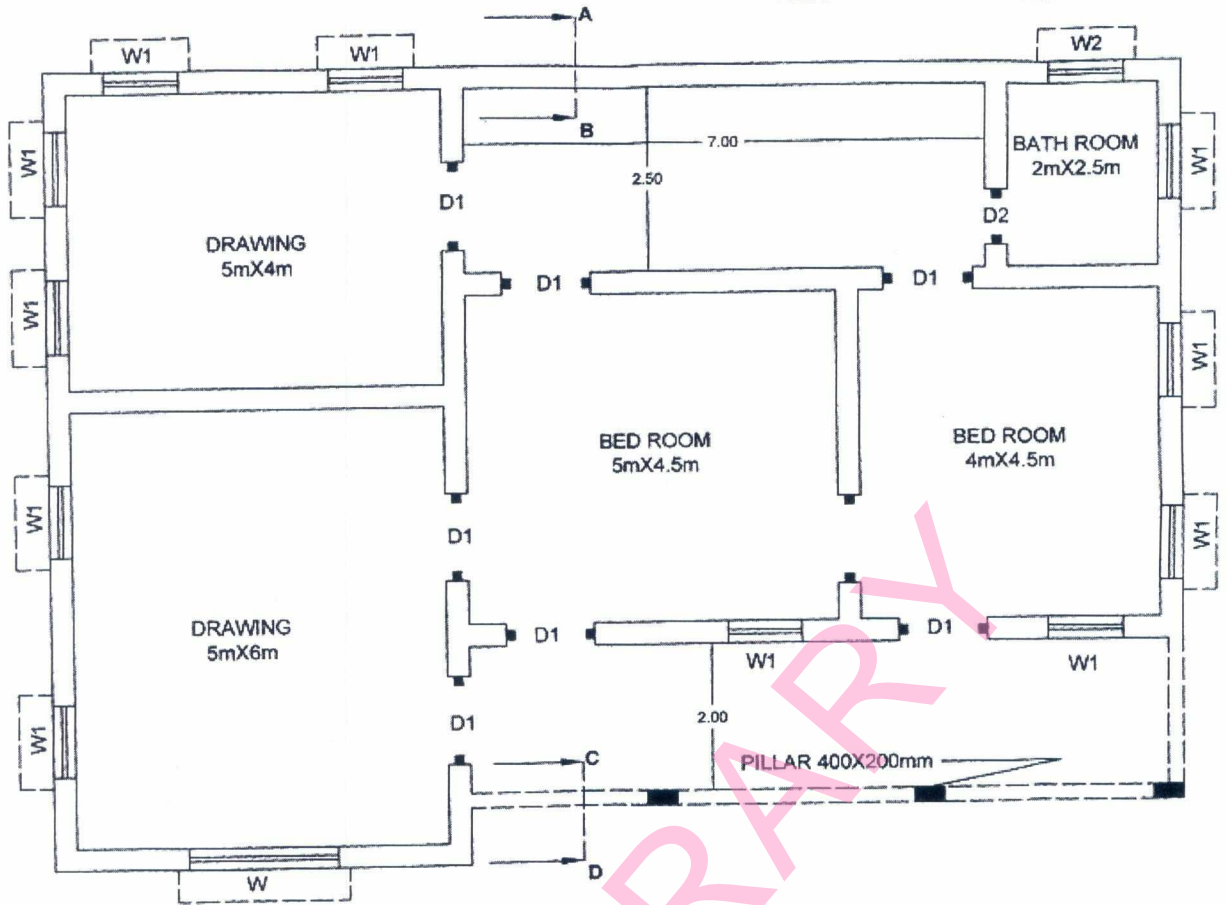 A
W1
W1
W2
B
7.00
2.50
W1
BATH ROOM
2mX2.5m
W1
D1
D2
DRAWING
5mX4m
D1
D1
W1
W1
BED ROOM
5mX4.5m
BED ROOM
4mX4.5m
W1
D1
W1
DRAWING
5mX6m
D1
D1
W1
W1
W1
D1
2.00
C
PILLAR 400X200mm
W
D
RARY